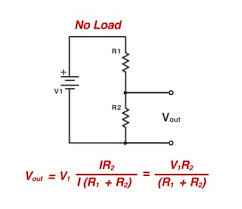 No Load
R1
+
V1
R2
Vout
Vout = V1 IR2 / I (R1 + R2) = V1R2 / (R1 + R2)